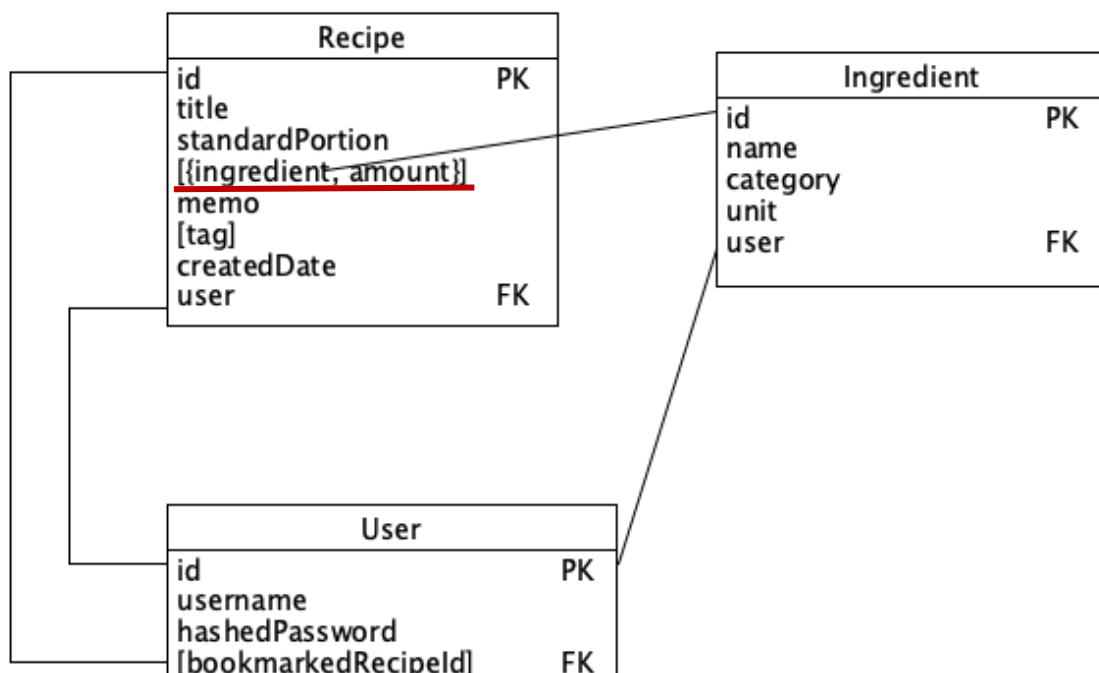 Recipe
id PK
title
standardPortion
[{ingredient, amount}]
memo
[tag]
createdDate
user FK
Ingredient
id PK
name
category
unit
user FK
User
id PK
username
hashedPassword
[bookmarkedRecipeId] FK